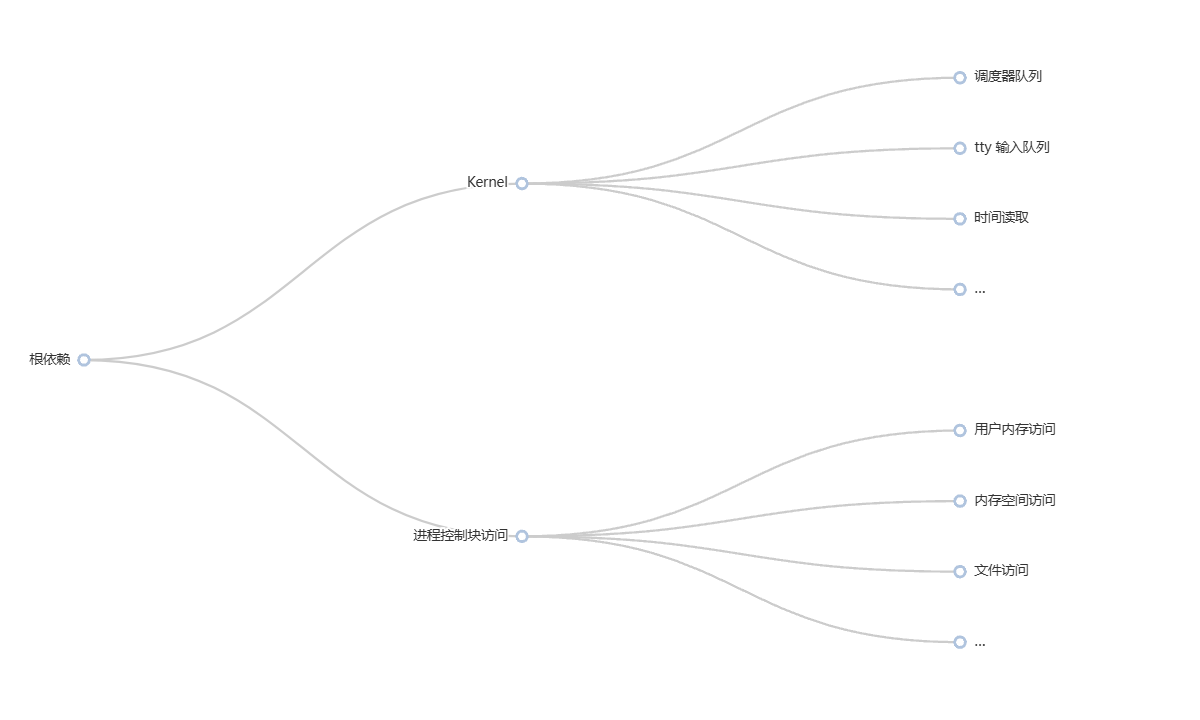 根依赖
Kernel
调度器队列
tty 输入队列
时间读取
...
进程控制块访问
用户内存访问
内存空间访问
文件访问
...